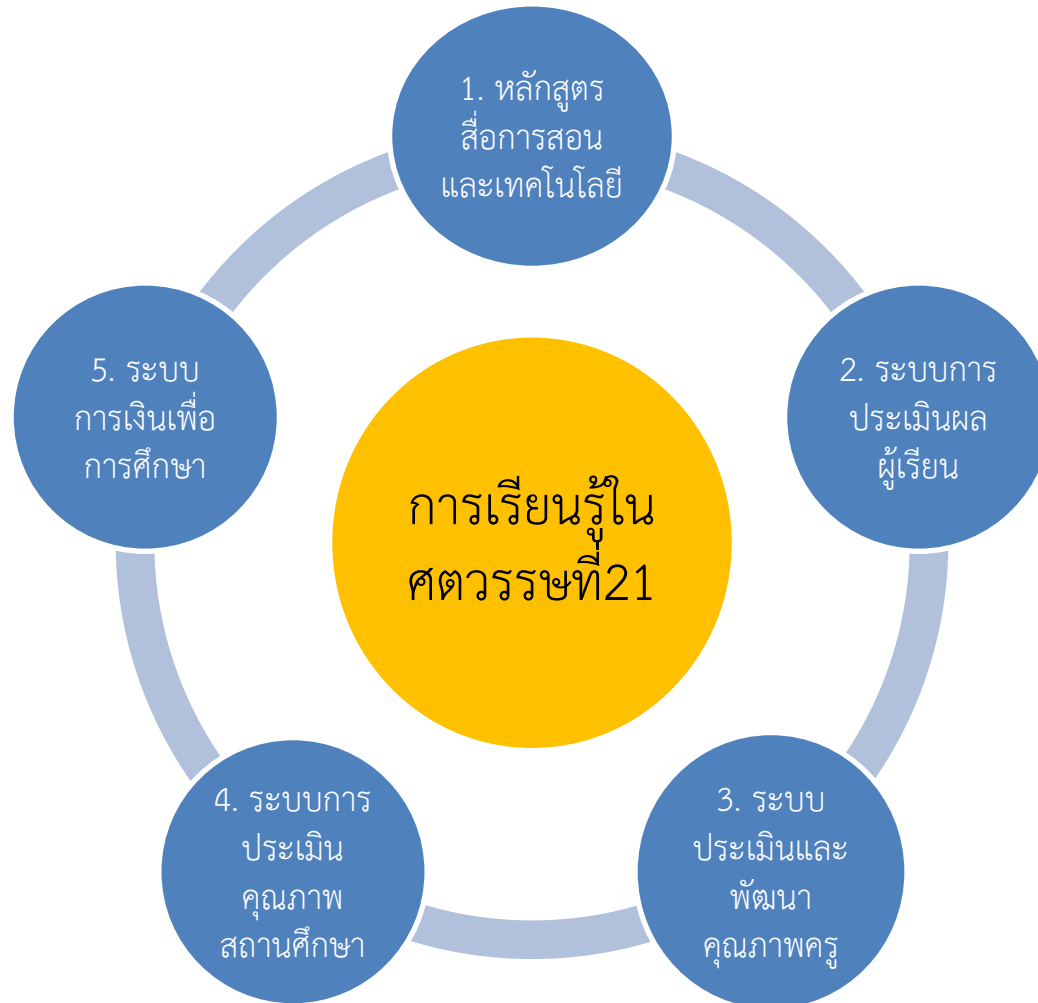 1. หลักสูตร
สื่อการสอน
และเทคโนโลยี
2. ระบบการ
ประเมินผล
ผู้เรียน
3. ระบบ
ประเมินและ
พัฒนา
คุณภาพครู
4. ระบบการ
ประเมิน
คุณภาพ
สถานศึกษา
5. ระบบ
การเงินเพื่อ
การศึกษา
การเรียนรู้ใน
ศตวรรษที่21